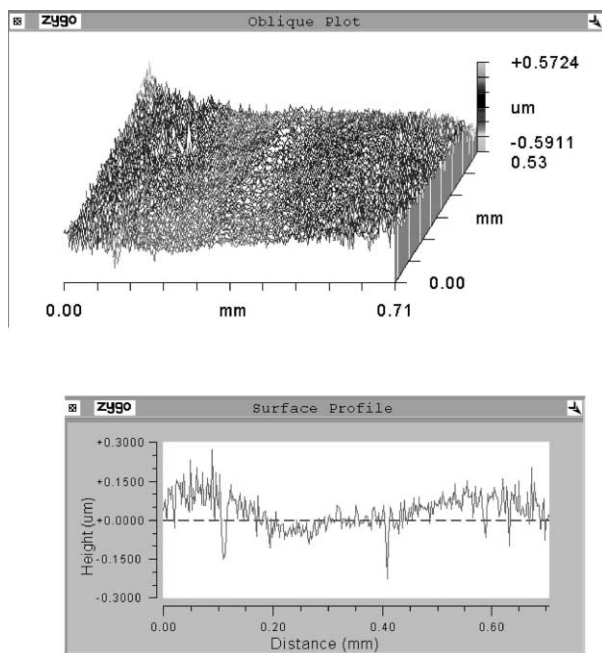 zygo Oblique Plot
+0.5724
um
-0.5911
0.53
mm
0.00
0.00 mm 0.71
zygo Surface Profile
+0.3000
+0.1500
+0.0000
-0.1500
-0.3000
Height (um)
0.00 0.20 0.40 0.60
Distance (mm)